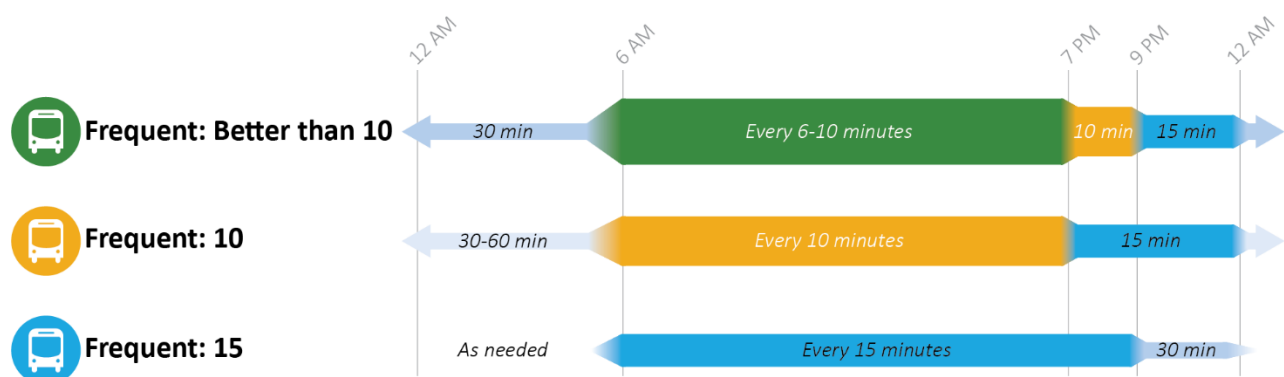 12 AM 6 AM 7 PM 9 PM 12 AM
Frequent: Better than 10 30 min Every 6-10 minutes 10 min 15 min
Frequent: 10 30-60 min Every 10 minutes 15 min
Frequent: 15 As needed Every 15 minutes 30 min